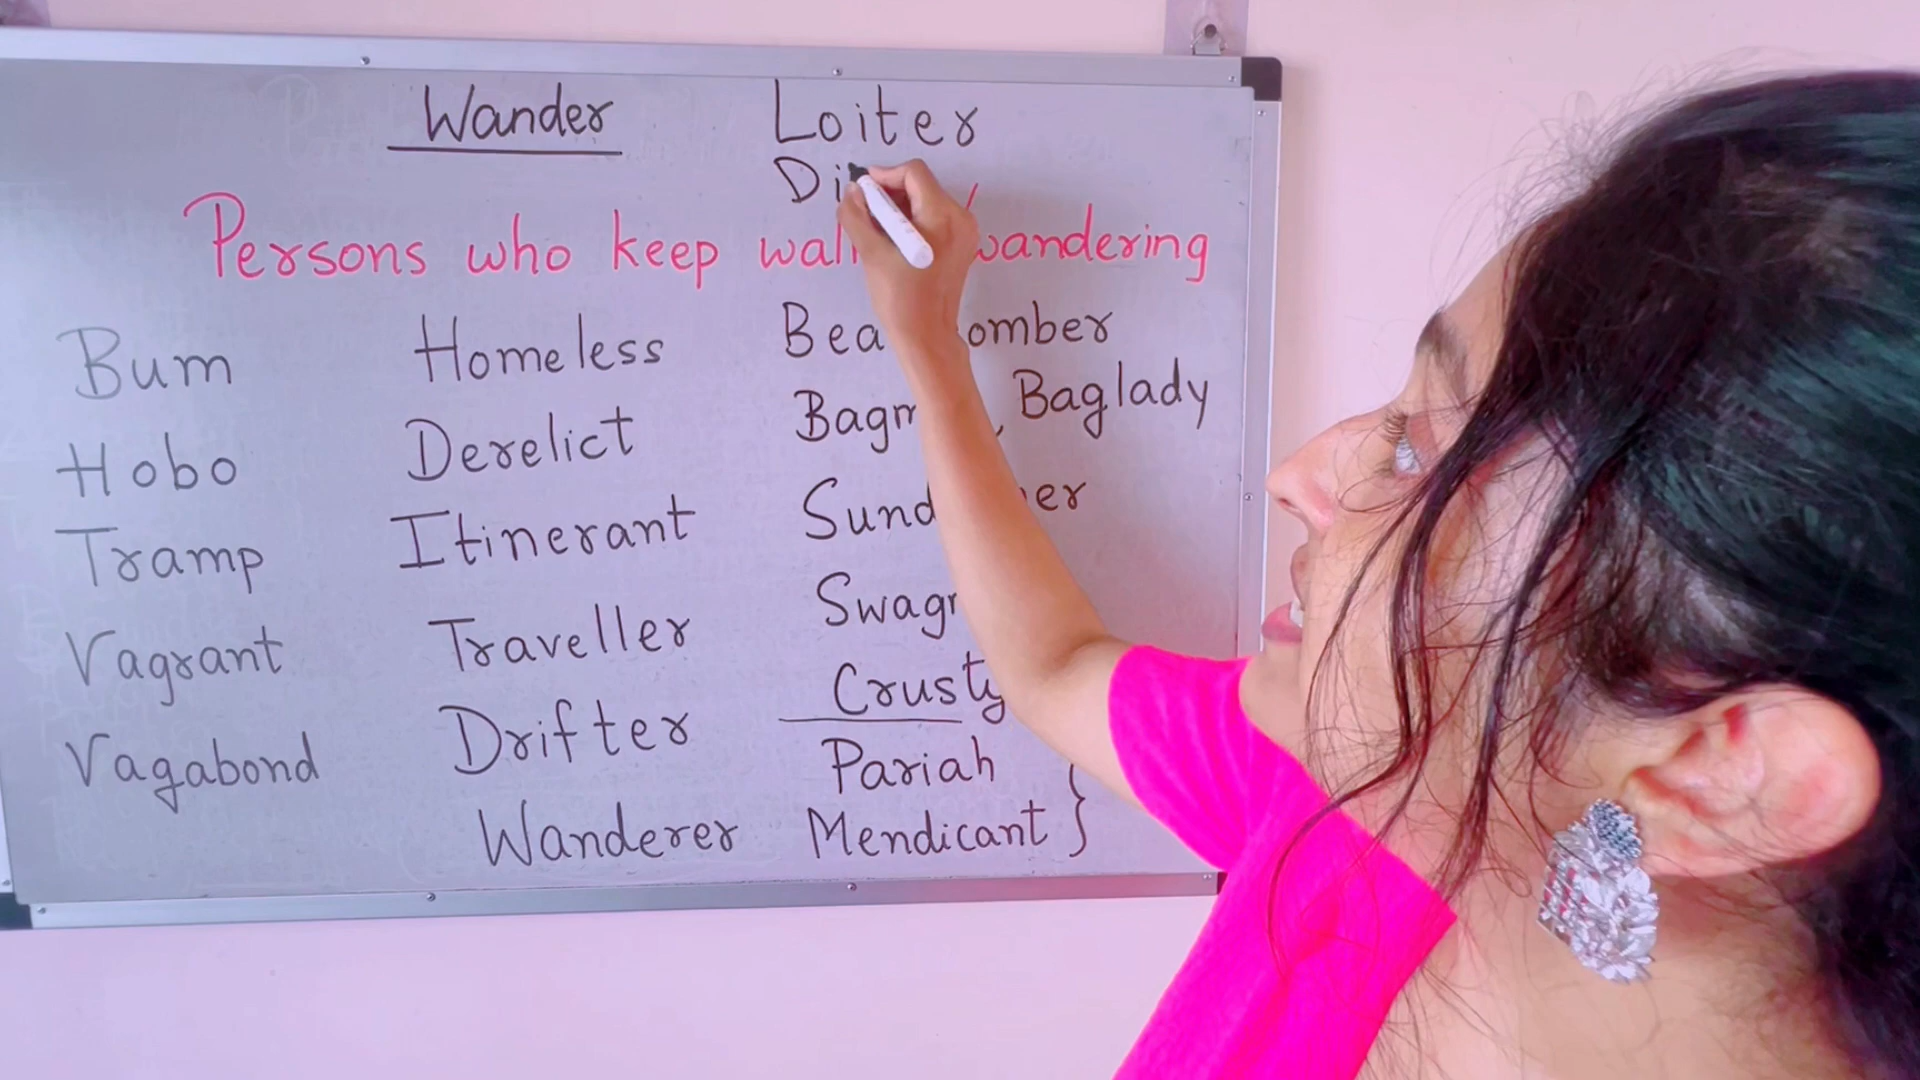 Wander Loiter
Di
Persons who keep wal / wandering
Bum Homeless Bea omber
Hobo Derelict Bagm , Baglady
Tramp Itinerant Sund er
Vagrant Traveller Swag
Vagabond Drifter Crusty
Pariah
Wanderer Mendicant }